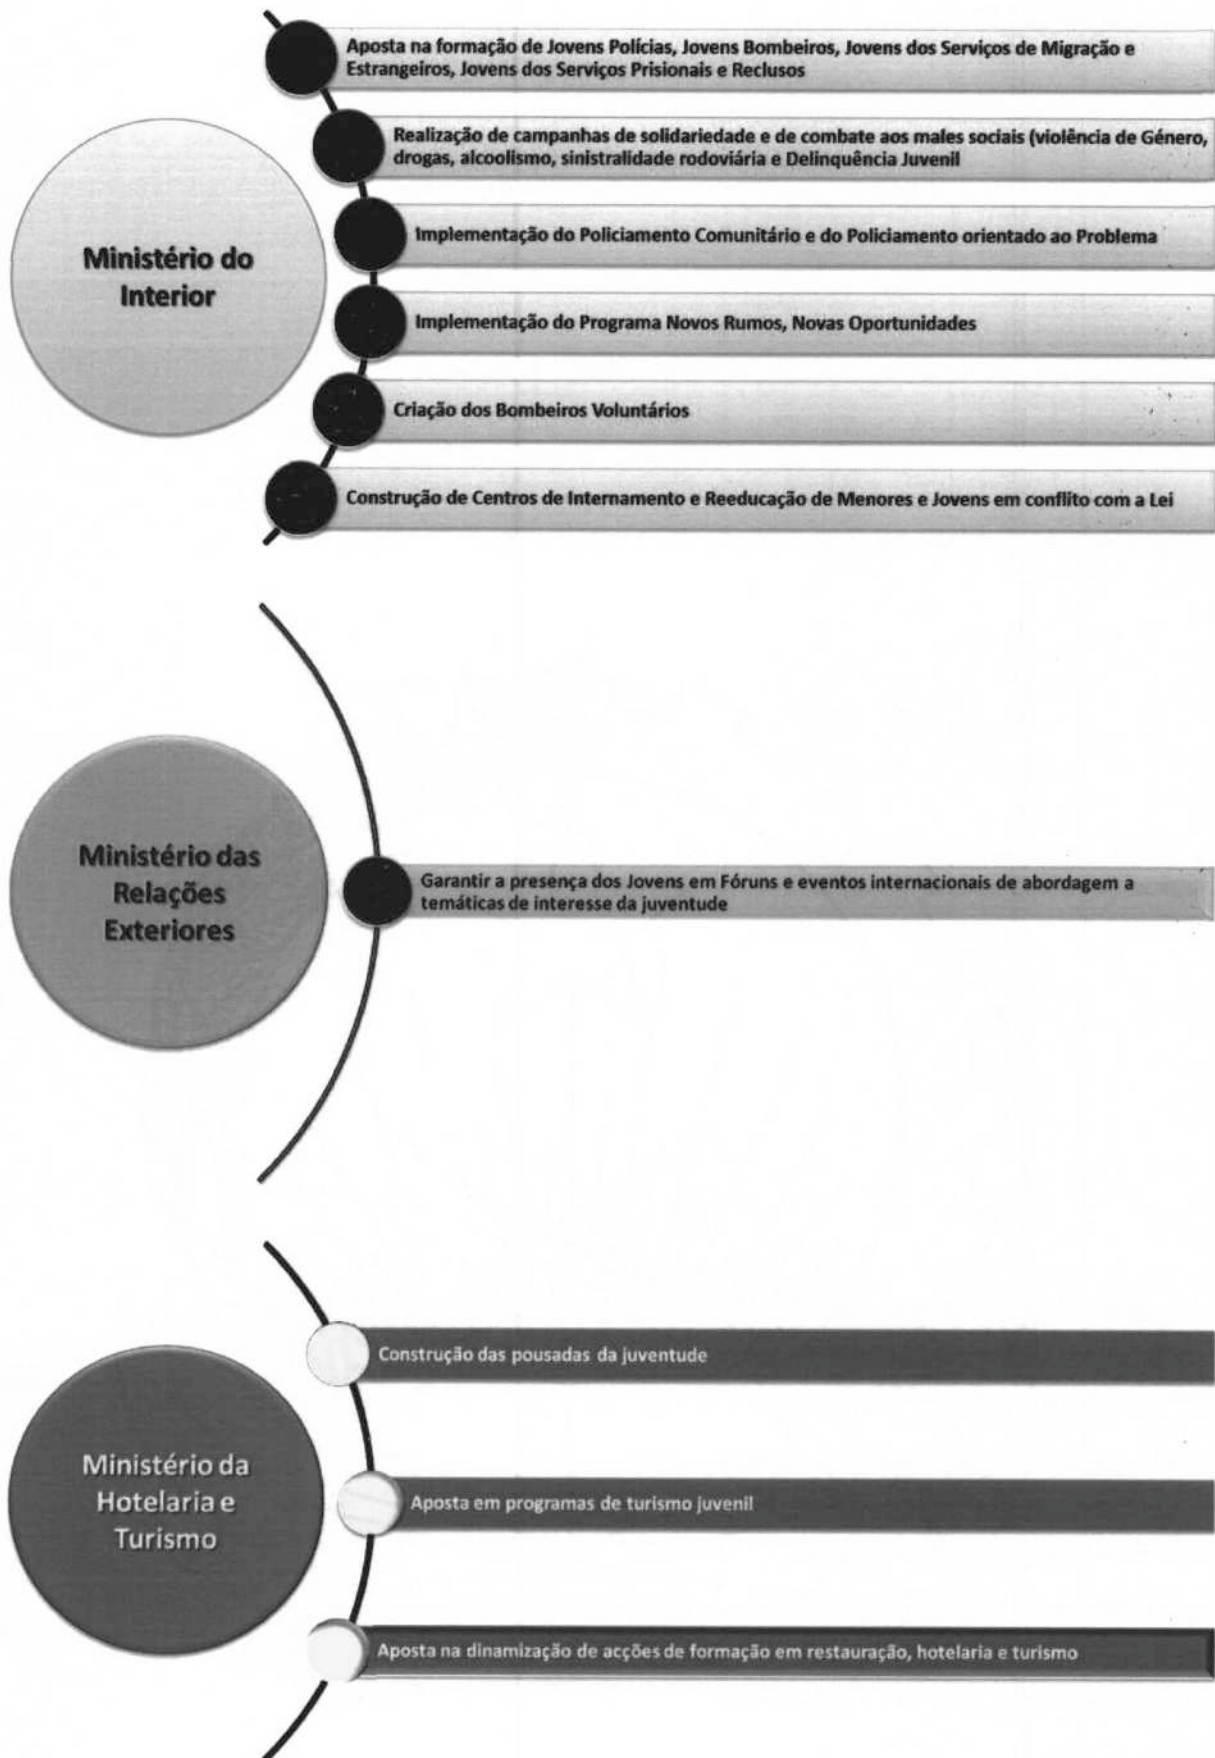 Aposta na formação de Jovens Polícias, Jovens Bombeiros, Jovens dos Serviços de Migração e
Estrangeiros, Jovens dos Serviços Prisionais e Reclusos
Realização de campanhas de solidariedade e de combate aos males sociais (violência de Género,
drogas, alcoolismo, sinistralidade rodoviária e Delinquência Juvenil
Ministério do
Interior
Implementação do Policiamento Comunitário e do Policiamento orientado ao Problema
Implementação do Programa Novos Rumos, Novas Oportunidades
Criação dos Bombeiros Voluntários
Construção de Centros de Internamento e Reeducação de Menores e Jovens em conflito com a Lei
Ministério das
Relações
Exteriores
Garantir a presença dos Jovens em Fóruns e eventos internacionais de abordagem a
temáticas de interesse da juventude
Ministério da
Hotelaria e
Turismo
Construção das pousadas da juventude
Aposta em programas de turismo juvenil
Aposta na dinamização de acções de formação em restauração, hotelaria e turismo